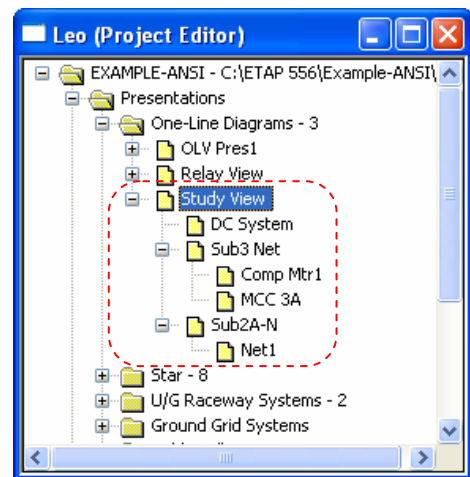 Leo (Project Editor)
EXAMPLE-ANSI - C:\ETAP 556\Example-ANSI\
Presentations
One-Line Diagrams - 3
OLV Pres1
Relay View
Study View
DC System
Sub3 Net
Comp Mtr1
MCC 3A
Sub2A-N
Net1
Star - 8
U/G Raceway Systems - 2
Ground Grid Systems